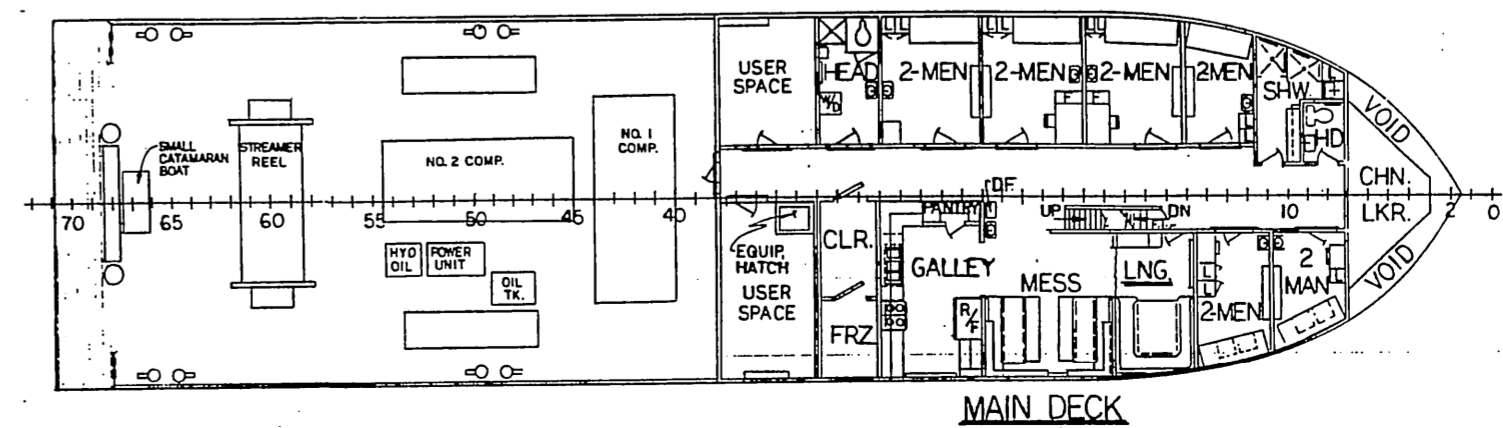 USER
SPACE
HEAD
W/D
2-MEN
2-MEN
F
F
2-MEN
2MEN
SHW.
HD
VOID
SMALL
CATAMARAN
BOAT
STREAMER
REEL
NO. 2 COMP.
NO. 1
COMP.
CHN.
LKR.
70
65
60
55
50
45
40
10
2
0
D.F.
UP
DN
PANTRY
HYD
OIL
POWER
UNIT
OIL
TK.
EQUIP.
HATCH
USER
SPACE
CLR.
FRZ.
GALLEY
R/F
MESS
LNG.
L
L
2-MEN
2
MAN
L
VOID
MAIN DECK